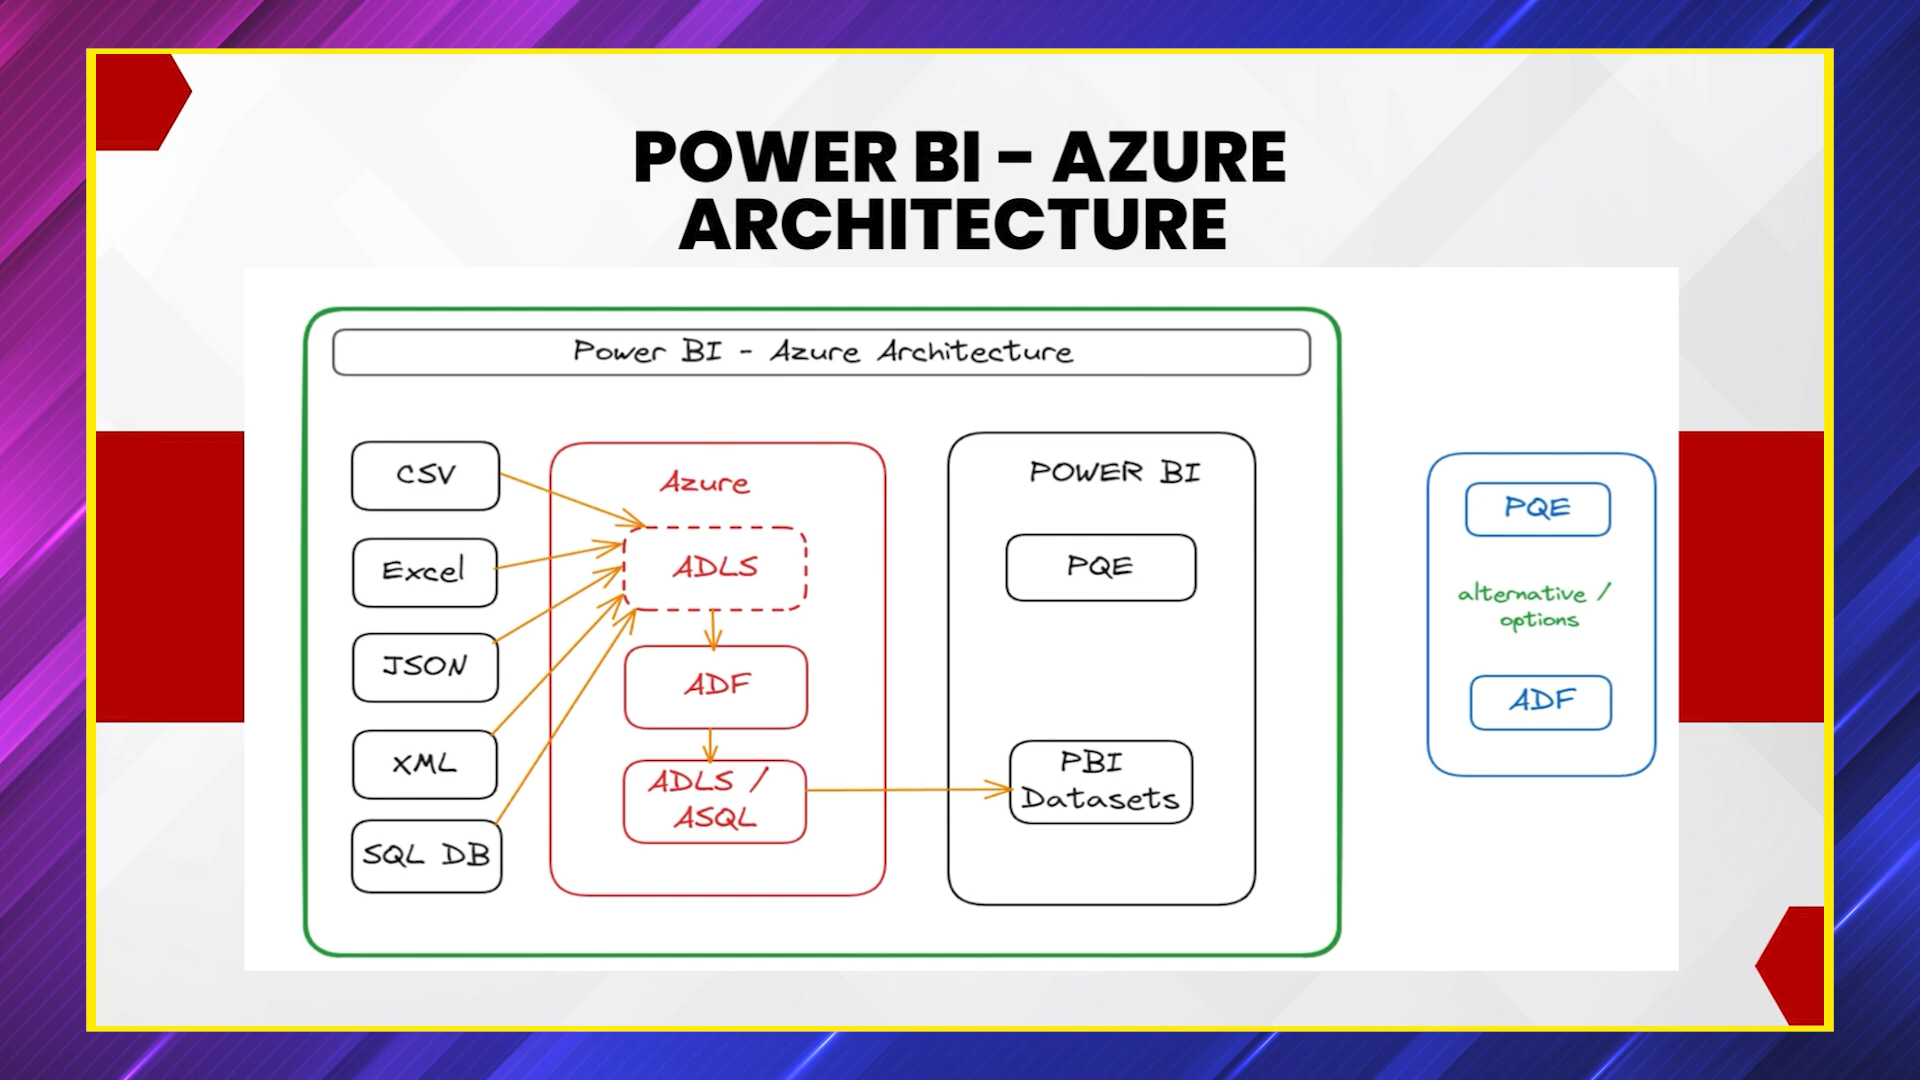 POWER BI – AZURE
ARCHITECTURE
Power BI - Azure Architecture
CSV
Excel
JSON
XML
SQL DB
Azure
ADLS
ADF
ADLS /
ASQL
POWER BI
PQE
PBI
Datasets
PQE
alternative /
options
ADF